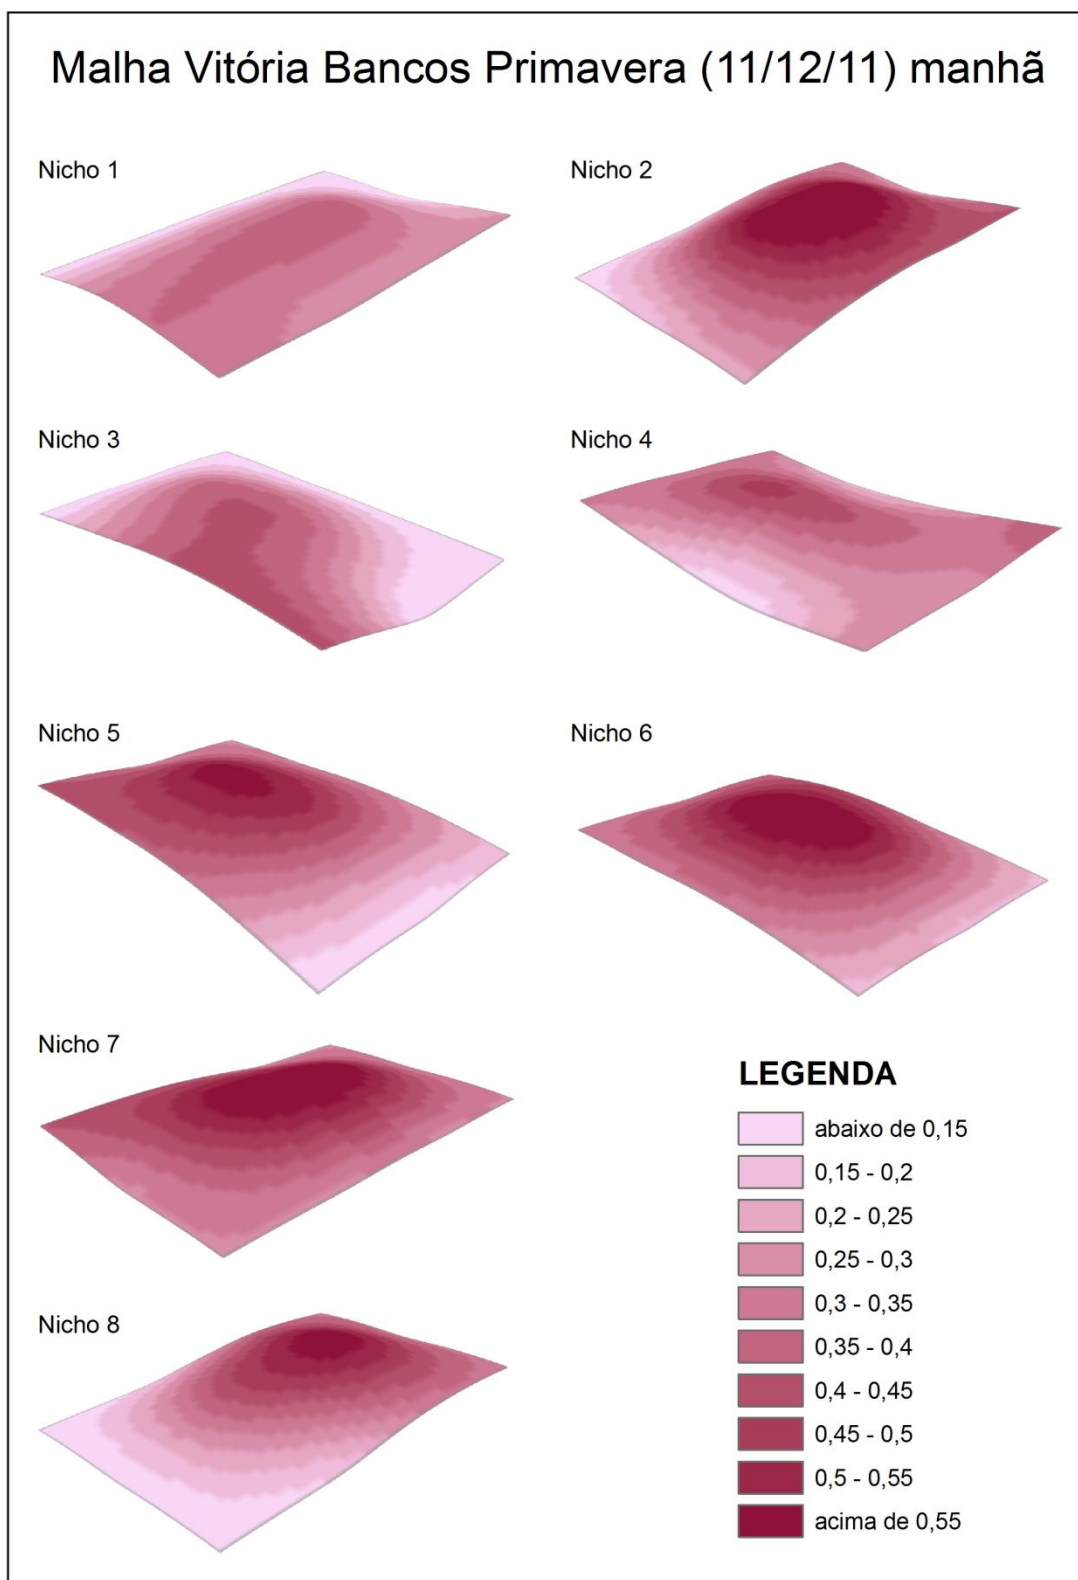 Malha Vitória Bancos Primavera (11/12/11) manhã
Nicho 1
Nicho 2
Nicho 3
Nicho 4
Nicho 5
Nicho 6
Nicho 7
Nicho 8
LEGENDA
abaixo de 0,15
0,15 - 0,2
0,2 - 0,25
0,25 - 0,3
0,3 - 0,35
0,35 - 0,4
0,4 - 0,45
0,45 - 0,5
0,5 - 0,55
acima de 0,55